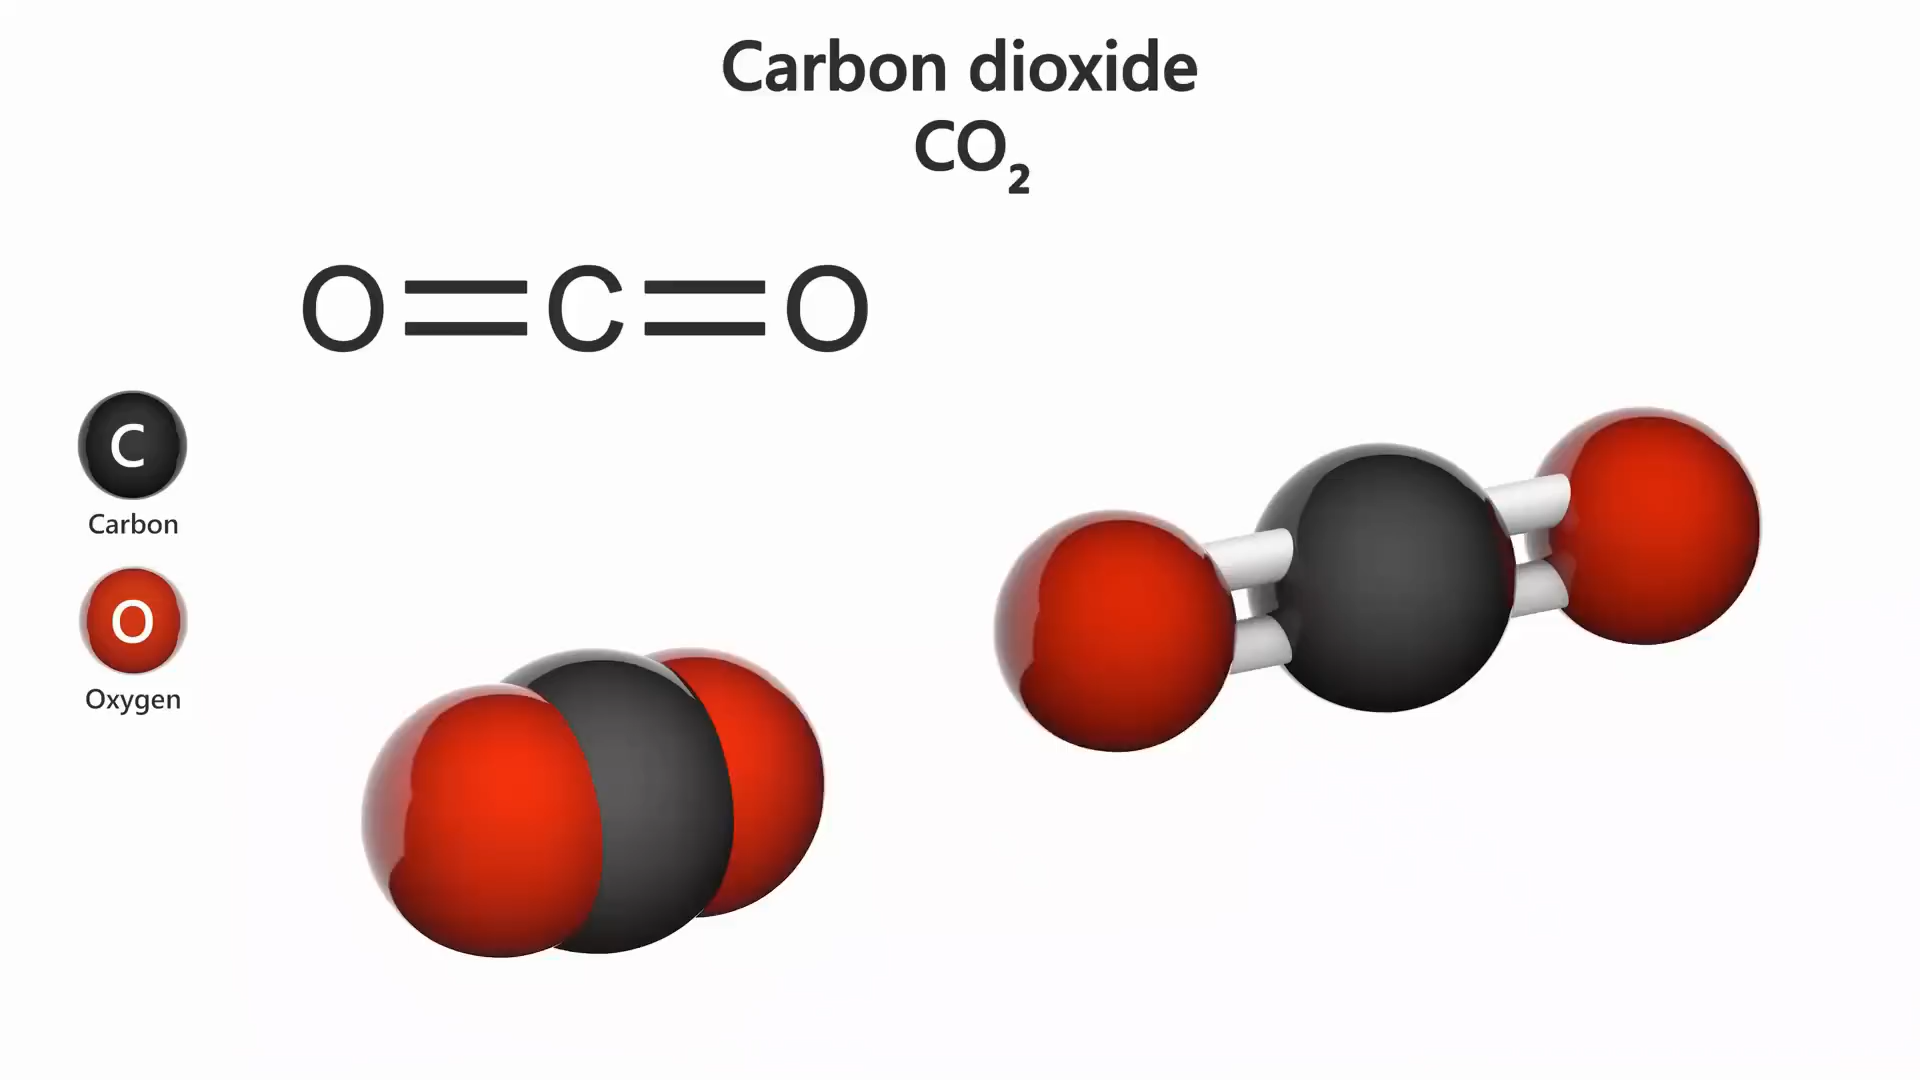 Carbon dioxide
CO₂
O=C=O
C
Carbon
O
Oxygen